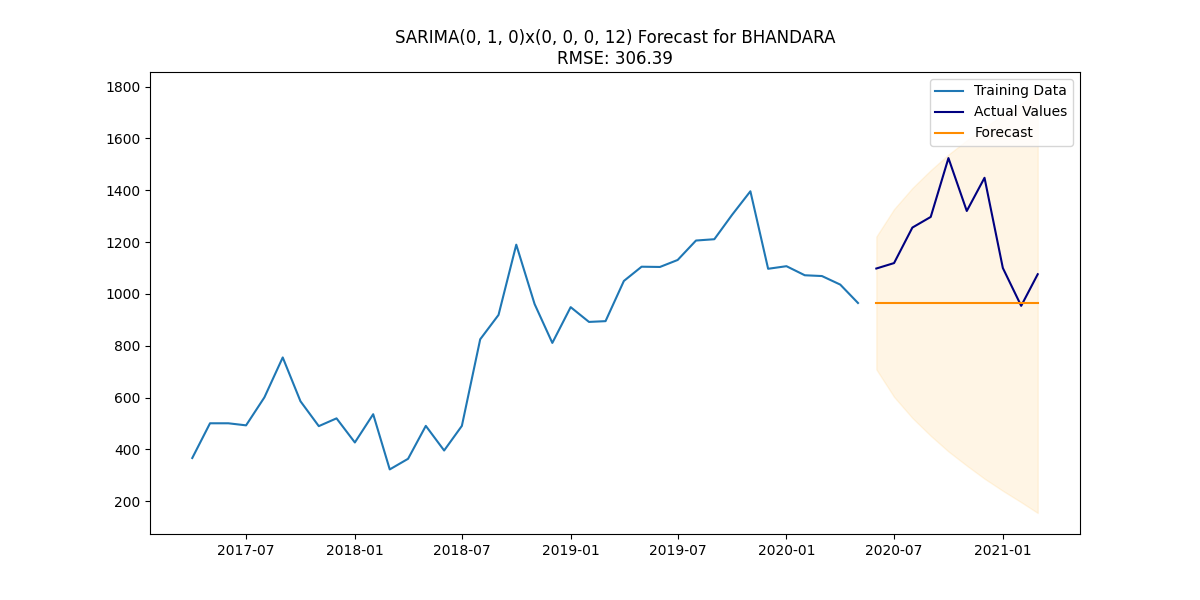 SARIMA(0, 1, 0)x(0, 0, 0, 12) Forecast for BHANDARA
RMSE: 306.39
Training Data
Actual Values
Forecast
1800
1600
1400
1200
1000
800
600
400
200
2017-07 2018-01 2018-07 2019-01 2019-07 2020-01 2020-07 2021-01